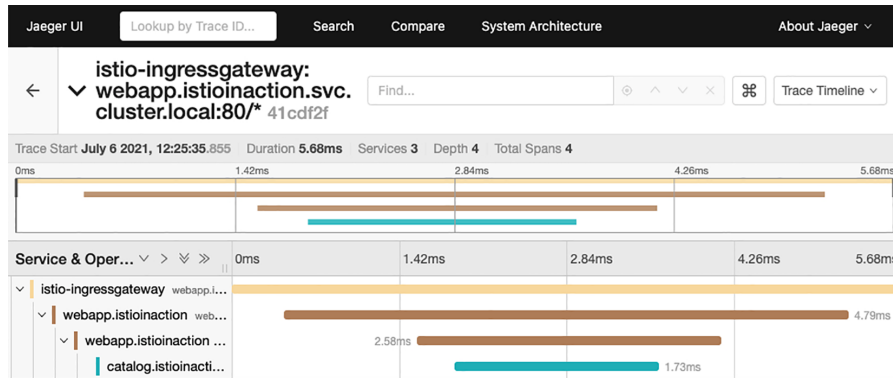 Jaeger UI Lookup by Trace ID... Search Compare System Architecture About Jaeger
istio-ingressgateway:
webapp.istioinaction.svc.
cluster.local:80/* 41cdf2f
Find...
Trace Timeline
Trace Start July 6 2021, 12:25:35.855 Duration 5.68ms Services 3 Depth 4 Total Spans 4
0ms 1.42ms 2.84ms 4.26ms 5.68ms
Service & Oper... 0ms 1.42ms 2.84ms 4.26ms 5.68ms
istio-ingressgateway webapp.i...
webapp.istioinaction web... 4.79ms
webapp.istioinaction ... 2.58ms
catalog.istioinacti... 1.73ms